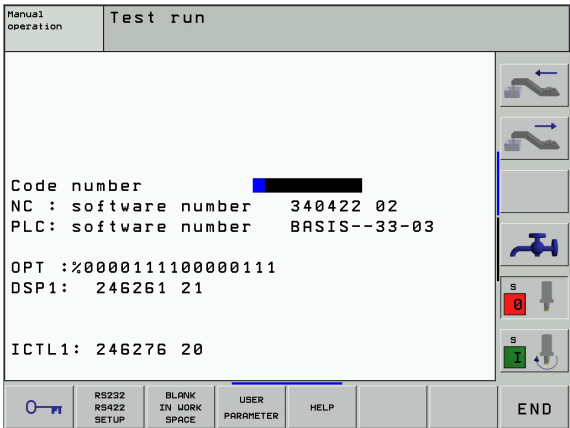 Manual
operation
Test run
Code number
NC : software number 340422 02
PLC: software number BASIS--33-03
OPT :%0000111100000111
DSP1: 246261 21
ICTL1: 246276 20
S
0
S
I
RS232
RS422
SETUP
BLANK
IN WORK
SPACE
USER
PARAMETER
HELP
END